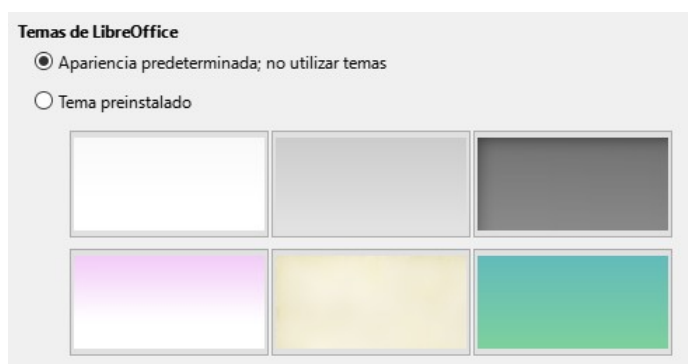 Temas de LibreOffice
Apariencia predeterminada; no utilizar temas
Tema preinstalado